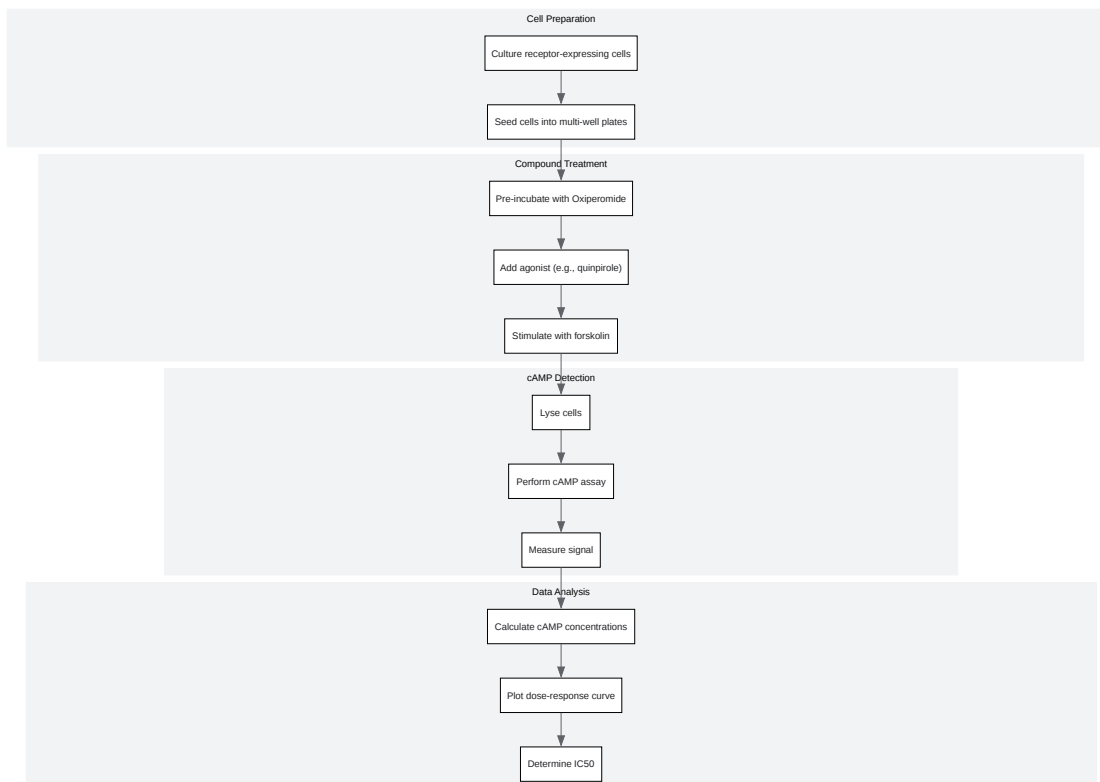 Cell Preparation
Culture receptor-expressing cells
Seed cells into multi-well plates
Compound Treatment
Pre-incubate with Oxiperomide
Add agonist (e.g., quinpirole)
Stimulate with forskolin
cAMP Detection
Lyse cells
Perform cAMP assay
Measure signal
Data Analysis
Calculate cAMP concentrations
Plot dose-response curve
Determine IC50